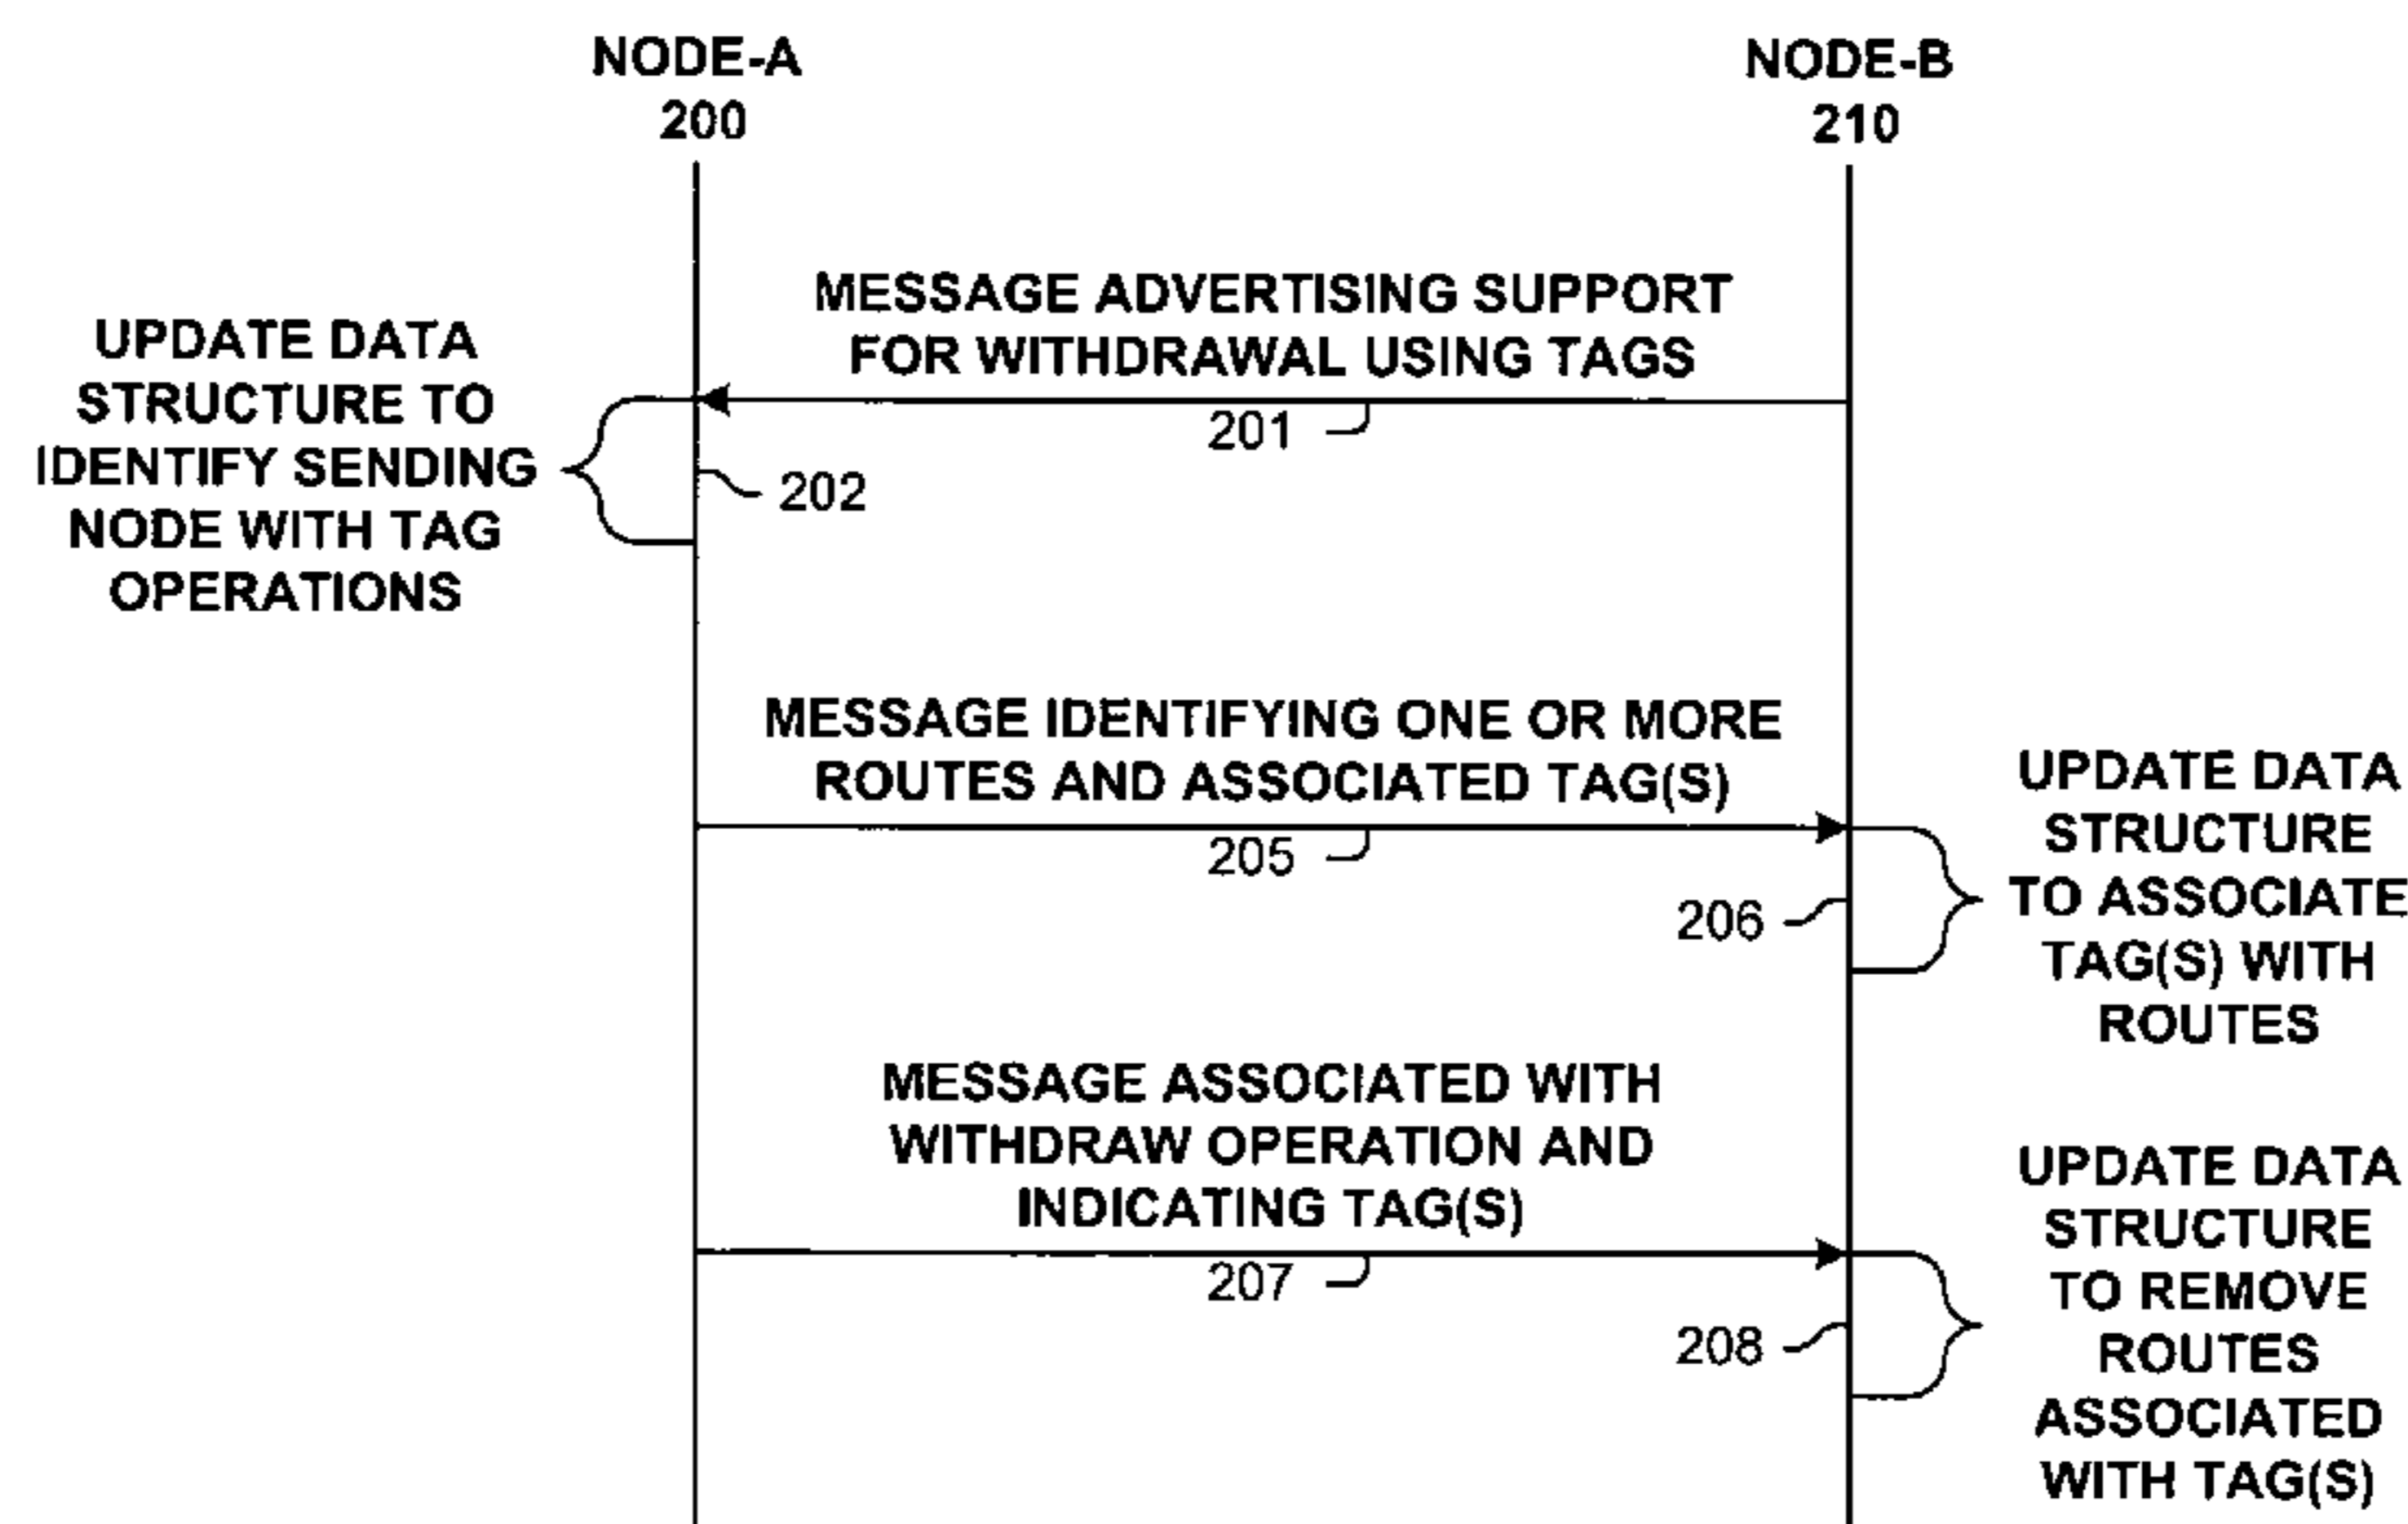 NODE-A
200
NODE-B
210
MESSAGE ADVERTISING SUPPORT
FOR WITHDRAWAL USING TAGS
201
UPDATE DATA
STRUCTURE TO
IDENTIFY SENDING
NODE WITH TAG
OPERATIONS
202
MESSAGE IDENTIFYING ONE OR MORE
ROUTES AND ASSOCIATED TAG(S)
205
UPDATE DATA
STRUCTURE
TO ASSOCIATE
TAG(S) WITH
ROUTES
206
MESSAGE ASSOCIATED WITH
WITHDRAW OPERATION AND
INDICATING TAG(S)
207
UPDATE DATA
STRUCTURE
TO REMOVE
ROUTES
ASSOCIATED
WITH TAG(S)
208